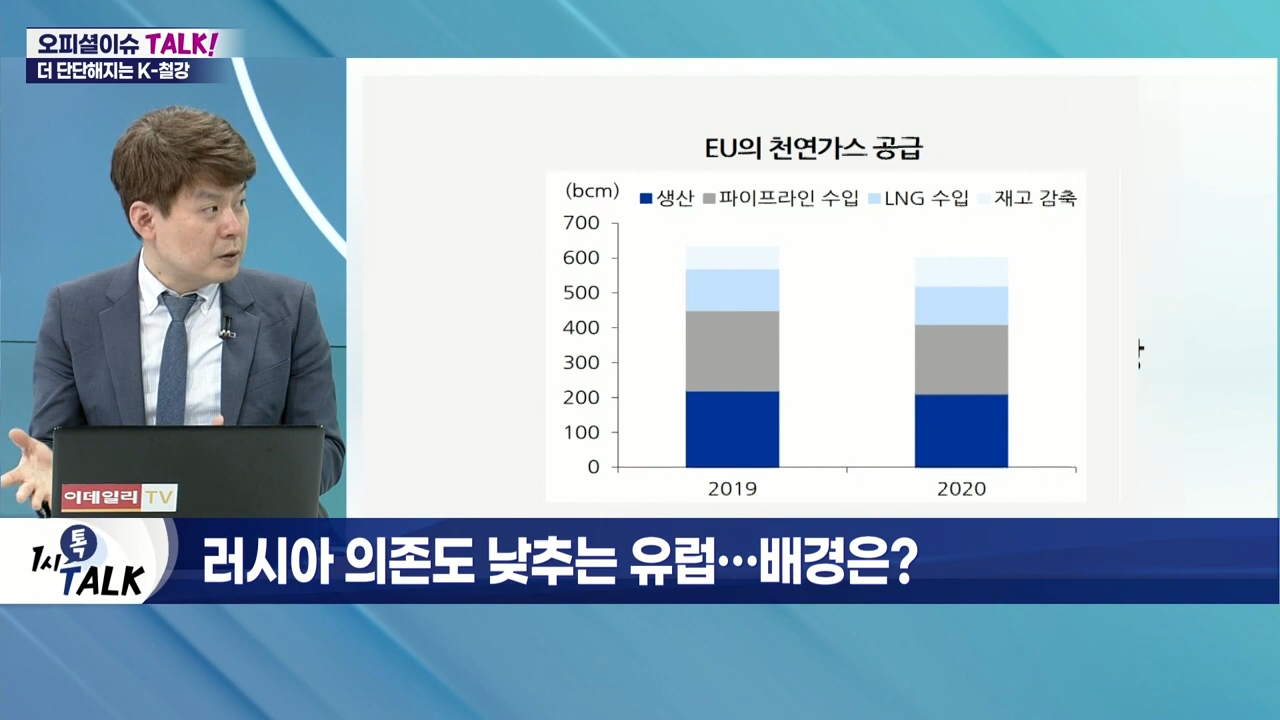 오피셜이슈 TALK!
더 단단해지는 K-철강
EU의 천연가스 공급
(bcm) 생산 파이프라인 수입 LNG 수입 재고 감축
700
600
500
400
300
200
100
0
2019 2020
이데일리 TV
1시 톡 TALK
러시아 의존도 낮추는 유럽…배경은?